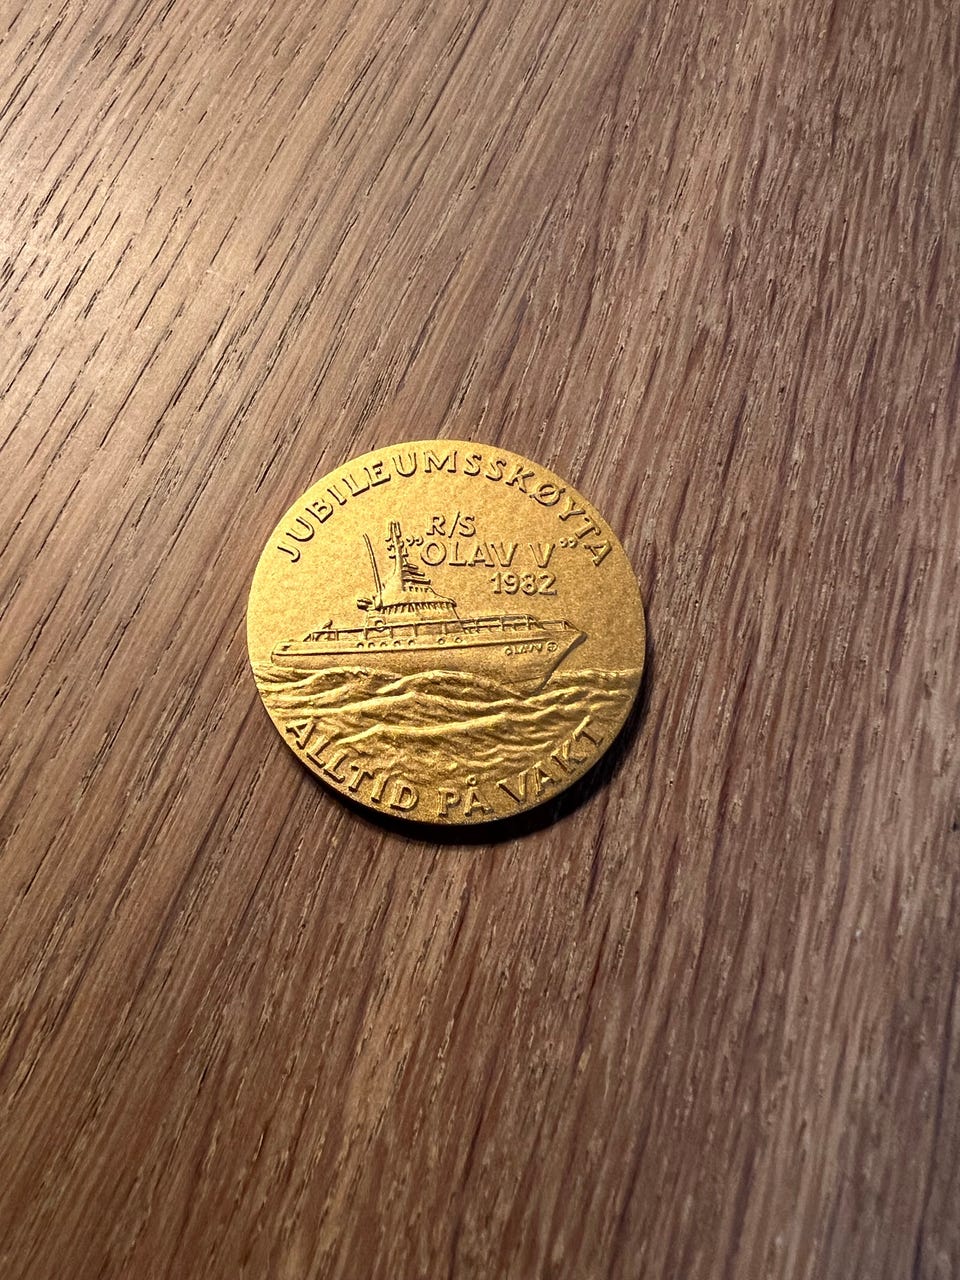 JUBILEUMSSKØYTA
R/S
"OLAV V"
1982
OLAV V
ALLTID PÅ VAKT